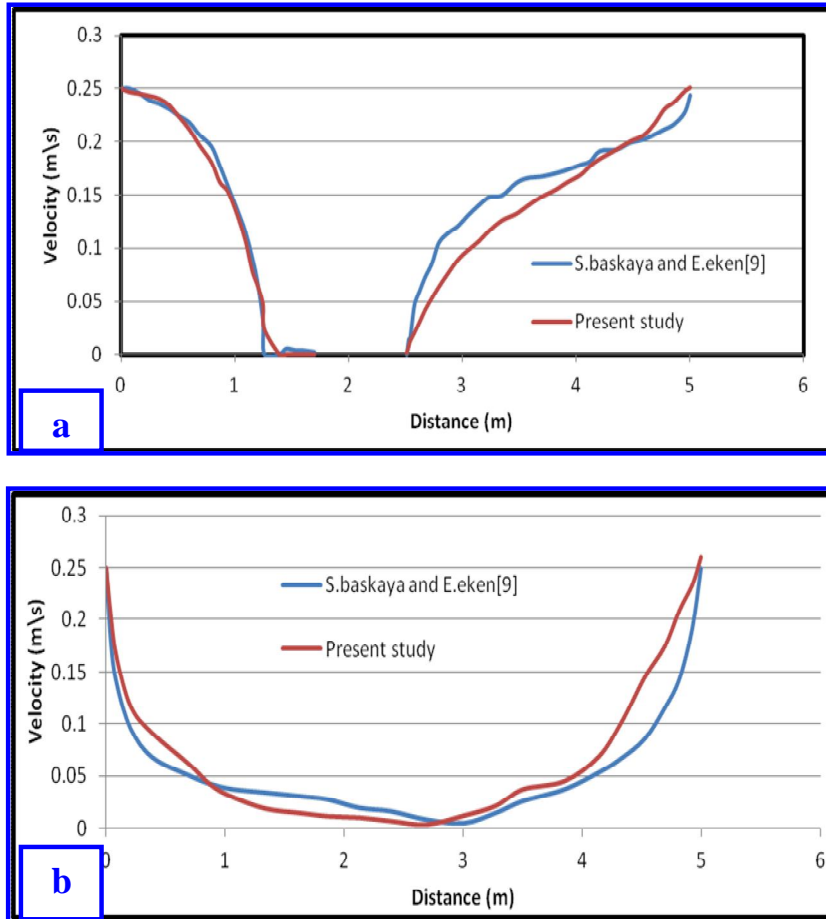 0.3
0.25
0.2
0.15
0.1
0.05
0
Velocity (m\s)
S.baskaya and E.eken[9]
Present study
0 1 2 3 4 5 6
Distance (m)
a
0.3
0.25
0.2
0.15
0.1
0.05
0
Velocity (m\s)
S.baskaya and E.eken[9]
Present study
0 1 2 3 4 5 6
Distance (m)
b